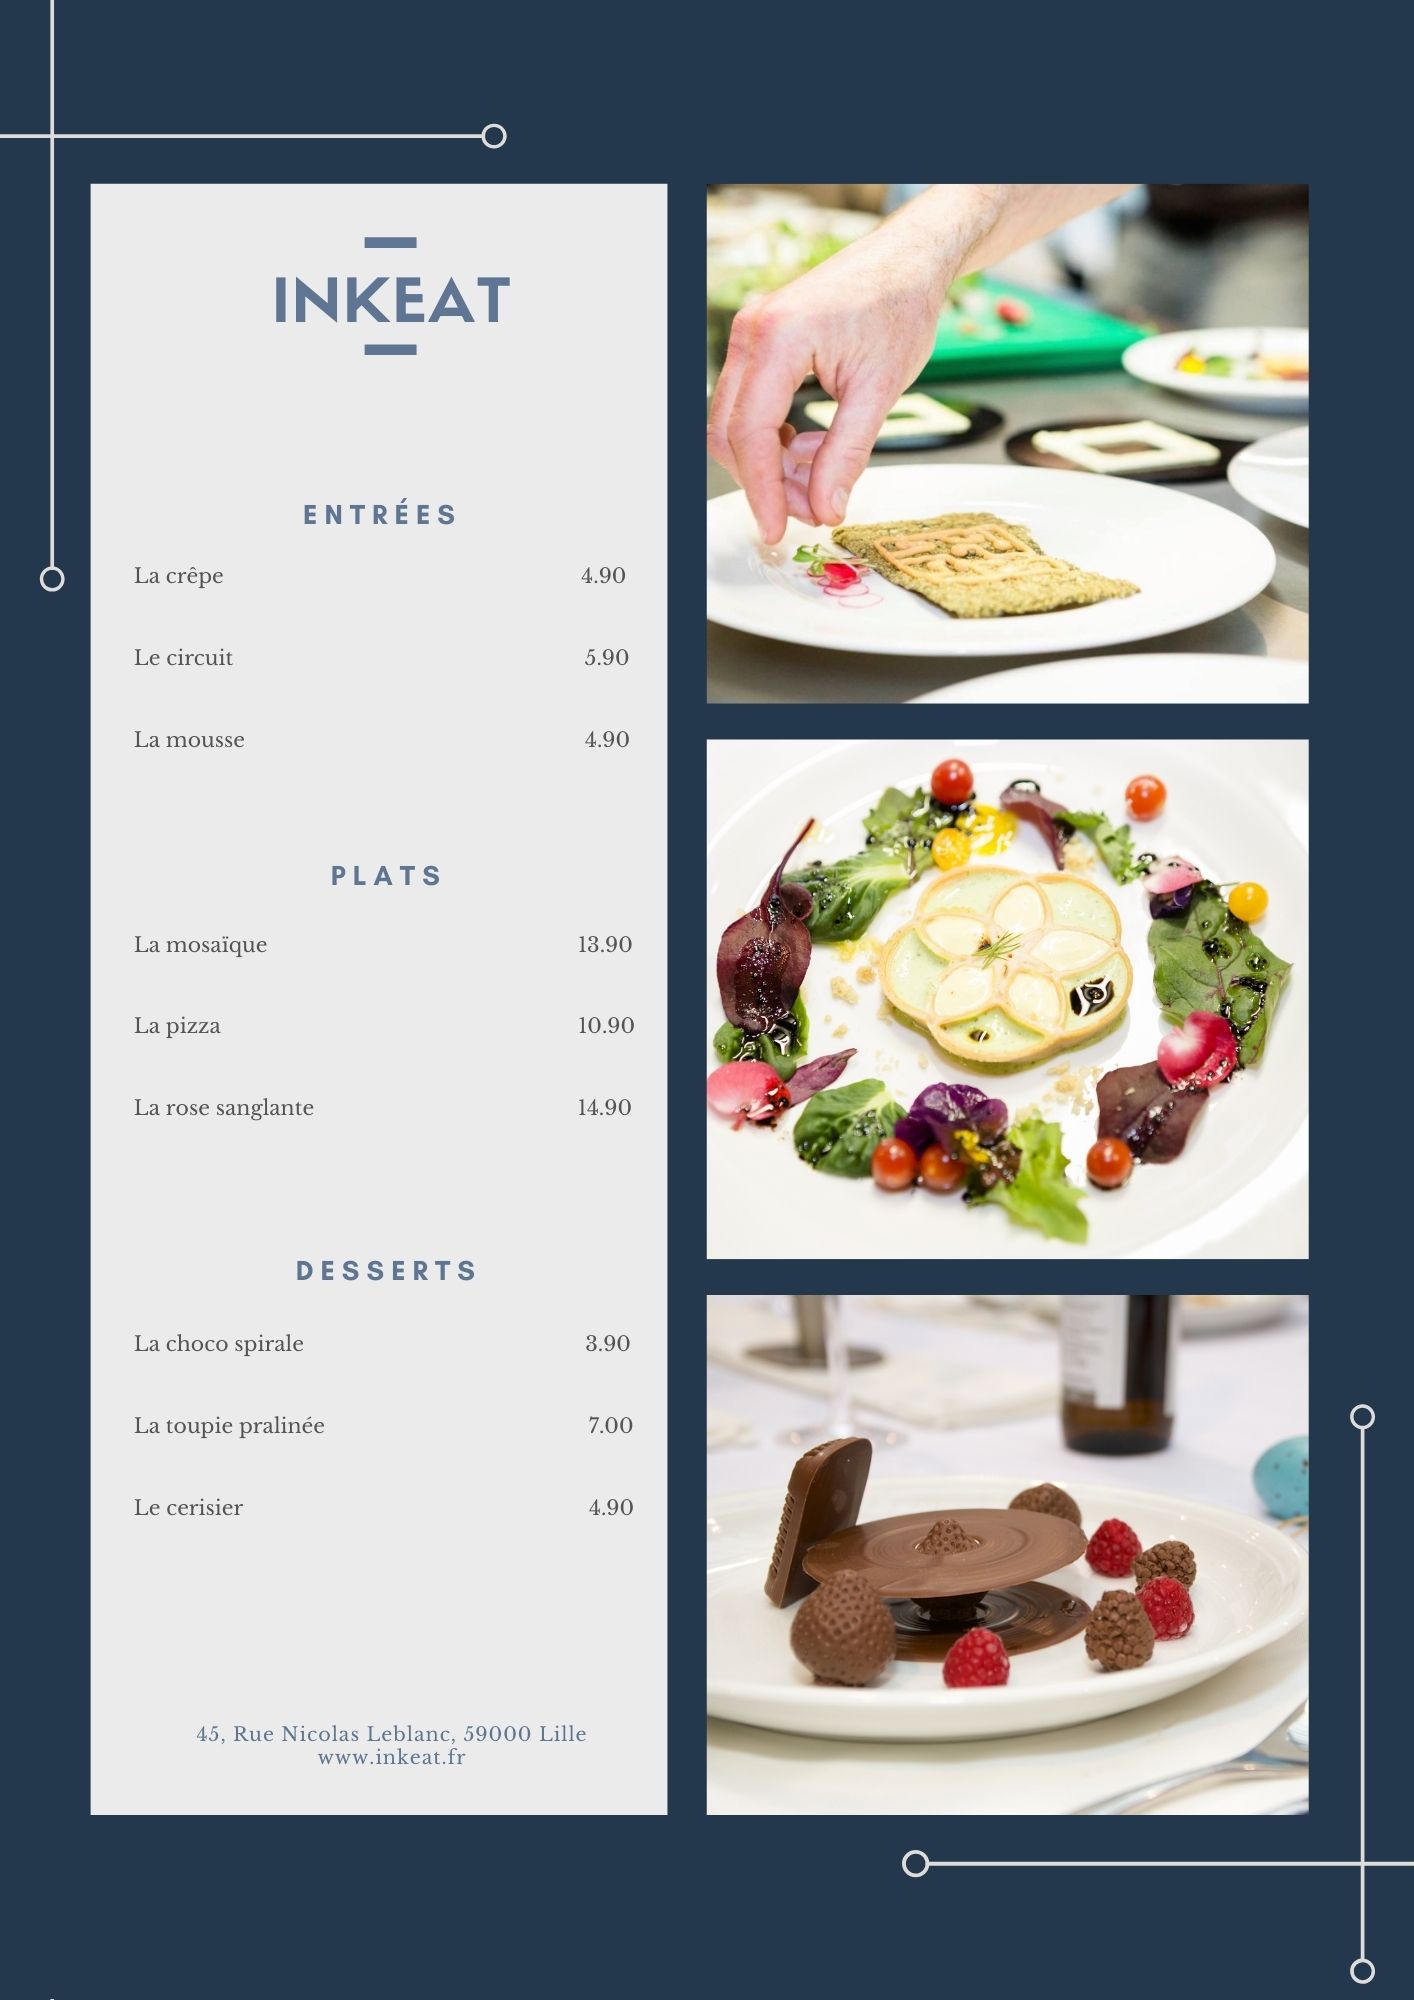 INKEAT
ENTRÉES
La crêpe 4.90
Le circuit 5.90
La mousse 4.90
PLATS
La mosaïque 13.90
La pizza 10.90
La rose sanglante 14.90
DESSERTS
La choco spirale 3.90
La toupie pralinée 7.00
Le cerisier 4.90
45, Rue Nicolas Leblanc, 59000 Lille
www.inkeat.fr